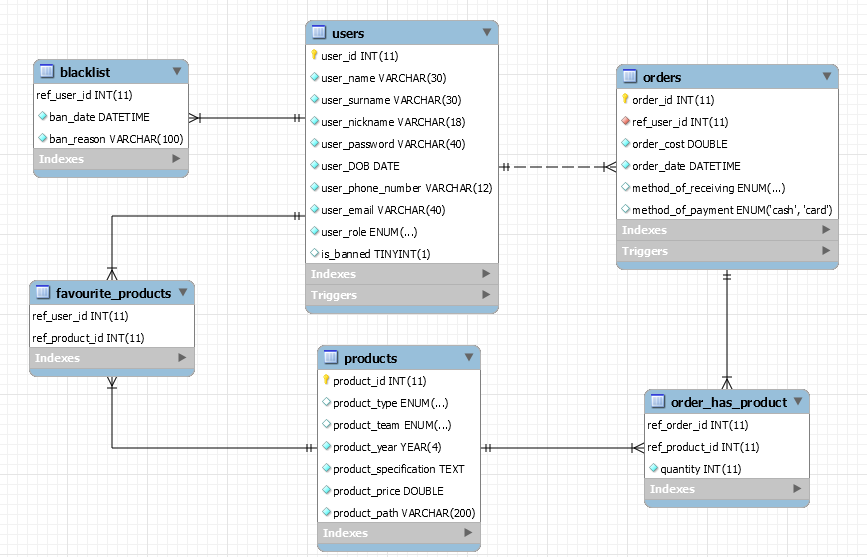 users
user_id INT(11)
user_name VARCHAR(30)
user_surname VARCHAR(30)
user_nickname VARCHAR(18)
user_password VARCHAR(40)
user_DOB DATE
user_phone_number VARCHAR(12)
user_email VARCHAR(40)
user_role ENUM(...)
is_banned TINYINT(1)
Indexes
Triggers
blacklist
ref_user_id INT(11)
ban_date DATETIME
ban_reason VARCHAR(100)
Indexes
orders
order_id INT(11)
ref_user_id INT(11)
order_cost DOUBLE
order_date DATETIME
method_of_receiving ENUM(...)
method_of_payment ENUM('cash', 'card')
Indexes
Triggers
favourite_products
ref_user_id INT(11)
ref_product_id INT(11)
Indexes
products
product_id INT(11)
product_type ENUM(...)
product_team ENUM(...)
product_year YEAR(4)
product_specification TEXT
product_price DOUBLE
product_path VARCHAR(200)
Indexes
order_has_product
ref_order_id INT(11)
ref_product_id INT(11)
quantity INT(11)
Indexes